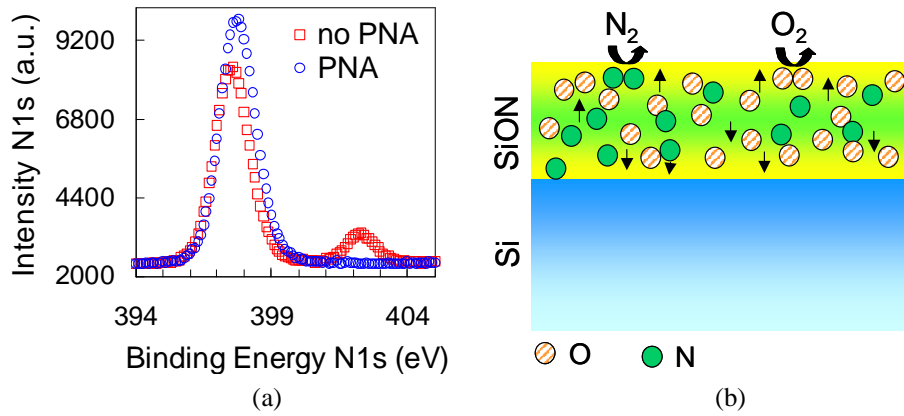 9200
6800
4400
2000
Intensity N1s (a.u.)
no PNA
PNA
394
399
404
Binding Energy N1s (eV)
(a)
N2
O2
SiON
Si
O
N
(b)